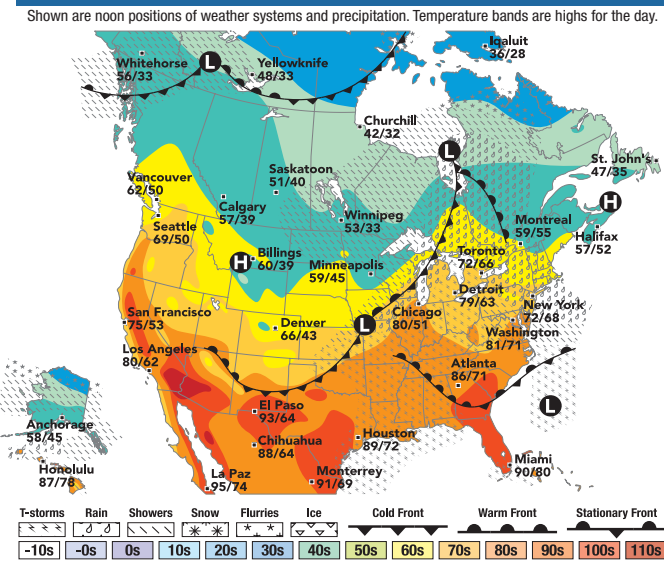 Shown are noon positions of weather systems and precipitation. Temperature bands are highs for the day.
Iqaluit
36/28
Whitehorse
56/33
L
Yellowknife
48/33
Churchill
42/32
L
St. John's
47/35
Saskatoon
51/40
Vancouver
62/50
Calgary
57/39
H
Winnipeg
53/33
Montreal
59/55
Halifax
57/52
Seattle
69/50
Toronto
72/66
H
Billings
60/39
Minneapolis
59/45
Detroit
79/63
New York
72/68
San Francisco
75/53
Denver
66/43
L
Chicago
80/51
Washington
81/71
Los Angeles
80/62
Atlanta
86/71
L
El Paso
93/64
Anchorage
58/45
Chihuahua
88/64
Houston
89/72
Honolulu
87/78
La Paz
95/74
Monterrey
91/69
Miami
90/80
T-storms Rain Showers Snow Flurries Ice Cold Front Warm Front Stationary Front
-10s -0s 0s 10s 20s 30s 40s 50s 60s 70s 80s 90s 100s 110s